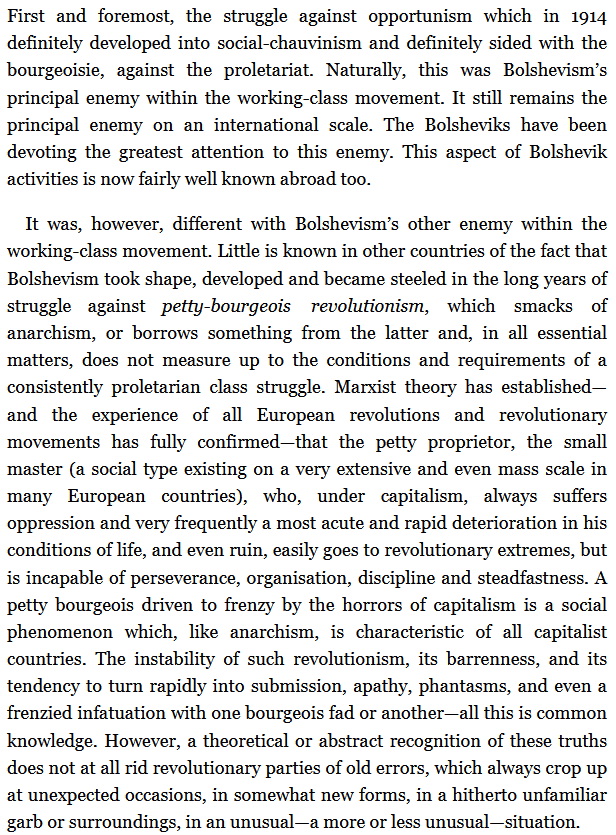 First and foremost, the struggle against opportunism which in 1914
definitely developed into social-chauvinism and definitely sided with the
bourgeoisie, against the proletariat. Naturally, this was Bolshevism’s
principal enemy within the working-class movement. It still remains the
principal enemy on an international scale. The Bolsheviks have been
devoting the greatest attention to this enemy. This aspect of Bolshevik
activities is now fairly well known abroad too.
It was, however, different with Bolshevism’s other enemy within the
working-class movement. Little is known in other countries of the fact that
Bolshevism took shape, developed and became steeled in the long years of
struggle against petty-bourgeois revolutionism, which smacks of
anarchism, or borrows something from the latter and, in all essential
matters, does not measure up to the conditions and requirements of a
consistently proletarian class struggle. Marxist theory has established—
and the experience of all European revolutions and revolutionary
movements has fully confirmed—that the petty proprietor, the small
master (a social type existing on a very extensive and even mass scale in
many European countries), who, under capitalism, always suffers
oppression and very frequently a most acute and rapid deterioration in his
conditions of life, and even ruin, easily goes to revolutionary extremes, but
is incapable of perseverance, organisation, discipline and steadfastness. A
petty bourgeois driven to frenzy by the horrors of capitalism is a social
phenomenon which, like anarchism, is characteristic of all capitalist
countries. The instability of such revolutionism, its barrenness, and its
tendency to turn rapidly into submission, apathy, phantasms, and even a
frenzied infatuation with one bourgeois fad or another—all this is common
knowledge. However, a theoretical or abstract recognition of these truths
does not at all rid revolutionary parties of old errors, which always crop up
at unexpected occasions, in somewhat new forms, in a hitherto unfamiliar
garb or surroundings, in an unusual—a more or less unusual—situation.